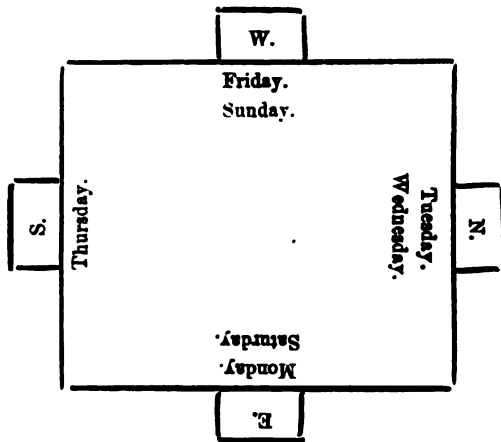 W.
Friday.
Sunday.
S.
Thursday.
N.
Tuesday.
Wednesday.
E.
Monday.
Saturday.